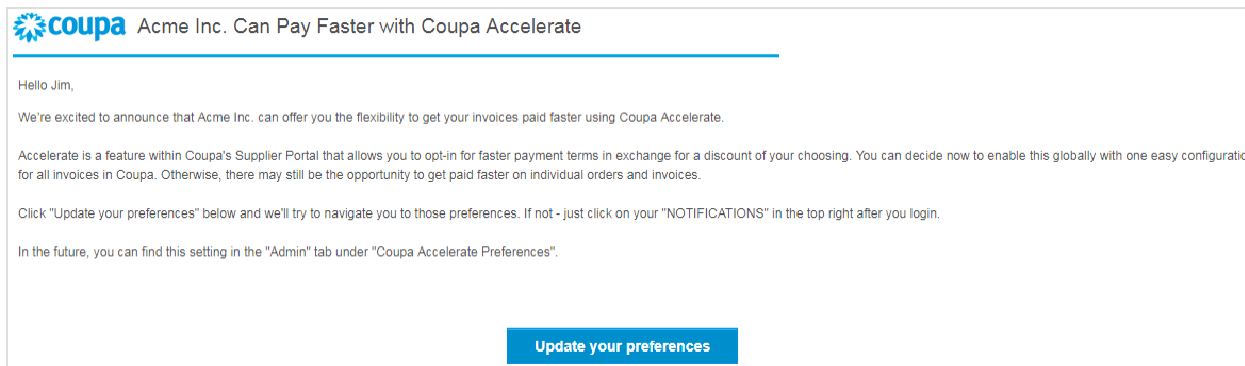 coupa Acme Inc. Can Pay Faster with Coupa Accelerate
Hello Jim,
We're excited to announce that Acme Inc. can offer you the flexibility to get your invoices paid faster using Coupa Accelerate.
Accelerate is a feature within Coupa's Supplier Portal that allows you to opt-in for faster payment terms in exchange for a discount of your choosing. You can decide now to enable this globally with one easy configuratio
for all invoices in Coupa. Otherwise, there may still be the opportunity to get paid faster on individual orders and invoices.
Click "Update your preferences" below and we'll try to navigate you to those preferences. If not - just click on your "NOTIFICATIONS" in the top right after you login.
In the future, you can find this setting in the "Admin" tab under "Coupa Accelerate Preferences".
Update your preferences